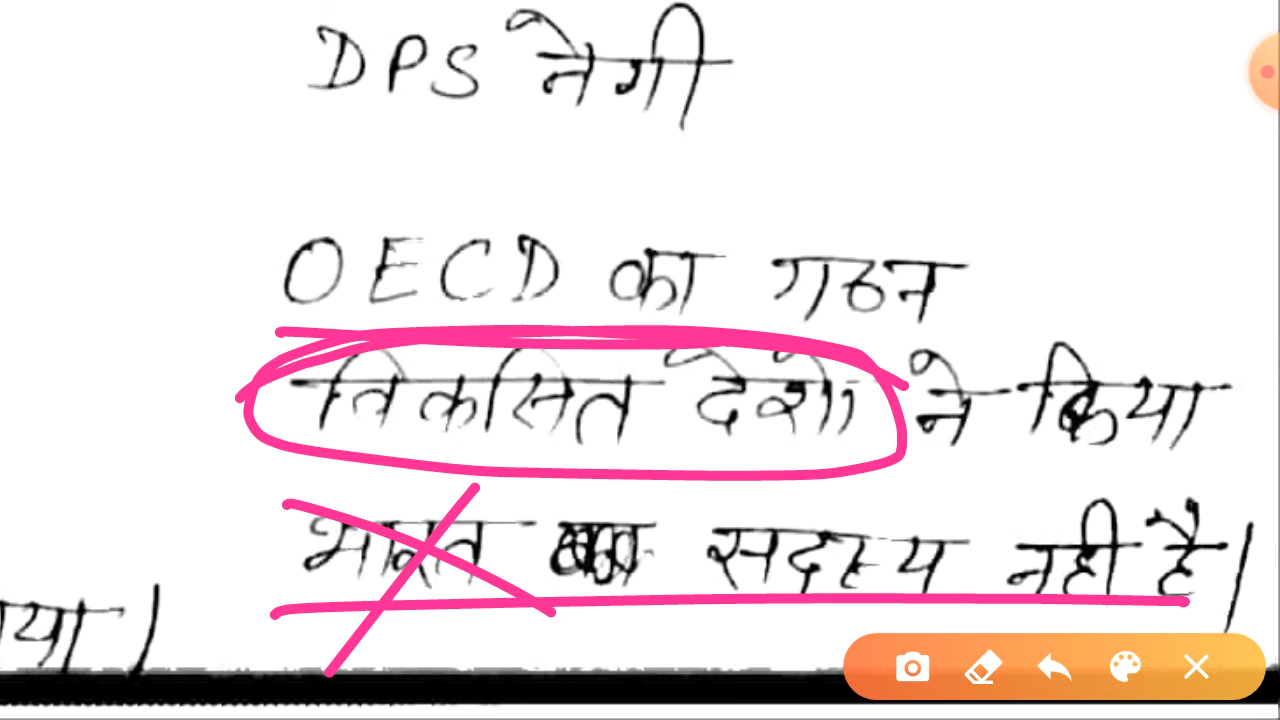 DPS नेगी
OECD का गठन
विकसित देशो ने किया
भारत सदस्य नही है।
या।